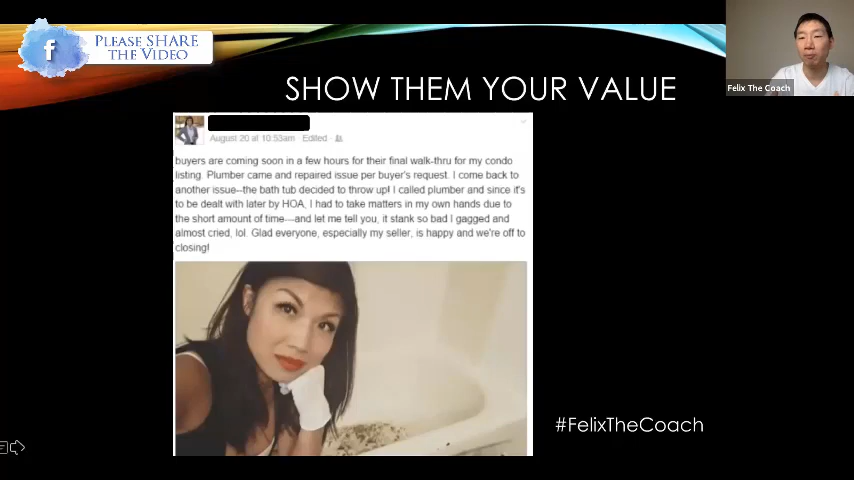 f
PLEASE SHARE
THE VIDEO
Felix The Coach
SHOW THEM YOUR VALUE
August 20 at 10:53am · Edited ·
buyers are coming soon in a few hours for their final walk-thru for my condo
listing. Plumber came and repaired issue per buyer's request. I come back to
another issue--the bath tub decided to throw up! I called plumber and since it's
to be dealt with later by HOA, I had to take matters in my own hands due to
the short amount of time---and let me tell you, it stank so bad I gagged and
almost cried, lol. Glad everyone, especially my seller, is happy and we're off to
closing!
#FelixTheCoach